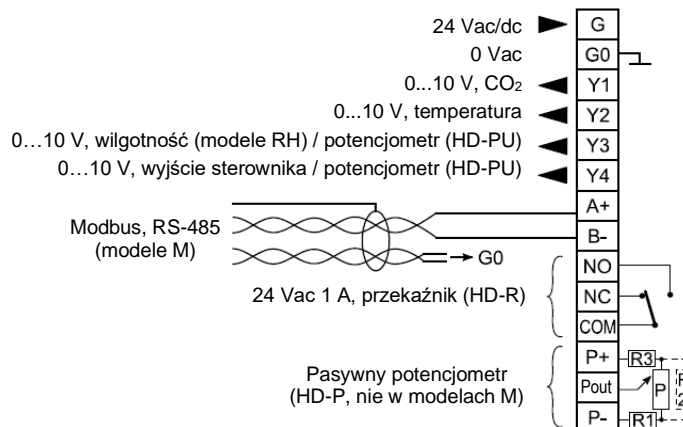 24 Vac/dc G
0 Vac G0
0...10 V, CO₂ Y1
0...10 V, temperatura Y2
0…10 V, wilgotność (modele RH) / potencjometr (HD-PU) Y3
0…10 V, wyjście sterownika / potencjometr (HD-PU) Y4
A+
Modbus, RS-485
(modele M)
B-
G0
NO
24 Vac 1 A, przekaźnik (HD-R) NC
COM
P+ R3
Pasywny potencjometr
(HD-P, nie w modelach M)
Pout P
P- R1